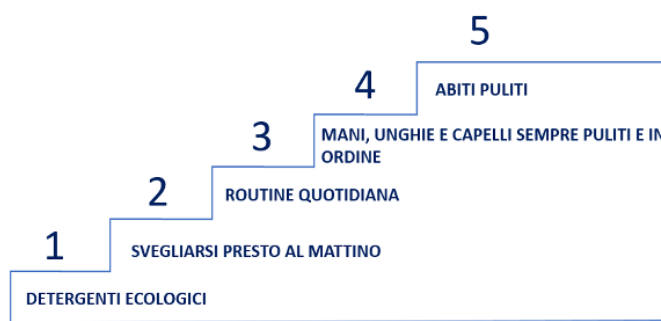 5
ABITI PULITI
4
MANI, UNGHIE E CAPELLI SEMPRE PULITI E IN
ORDINE
3
ROUTINE QUOTIDIANA
2
SVEGLIARSI PRESTO AL MATTINO
1
DETERGENTI ECOLOGICI